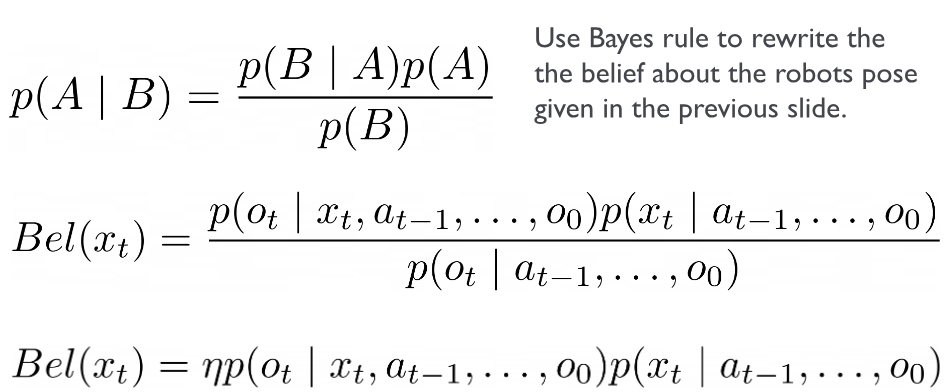 Use Bayes rule to rewrite the
the belief about the robots pose
given in the previous slide.
p(A | B) = \frac{p(B | A)p(A)}{p(B)}
Bel(x_t) = \frac{p(o_t | x_t, a_{t-1}, . . . , o_0)p(x_t | a_{t-1}, . . . , o_0)}{p(o_t | a_{t-1}, . . . , o_0)}
Bel(x_t) = ηp(o_t | x_t, a_{t-1}, . . . , o_0)p(x_t | a_{t-1}, . . . , o_0)